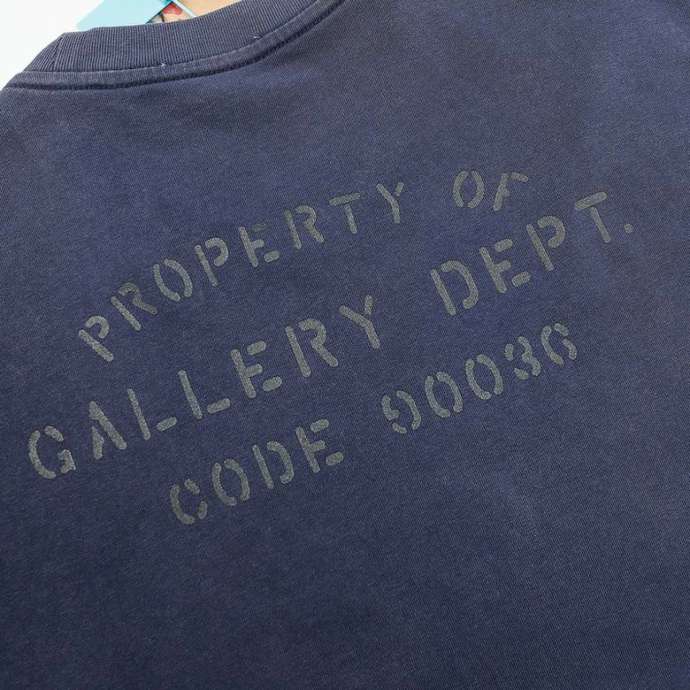 PROPERTY OF
GALLERY DEPT.
CODE 90036